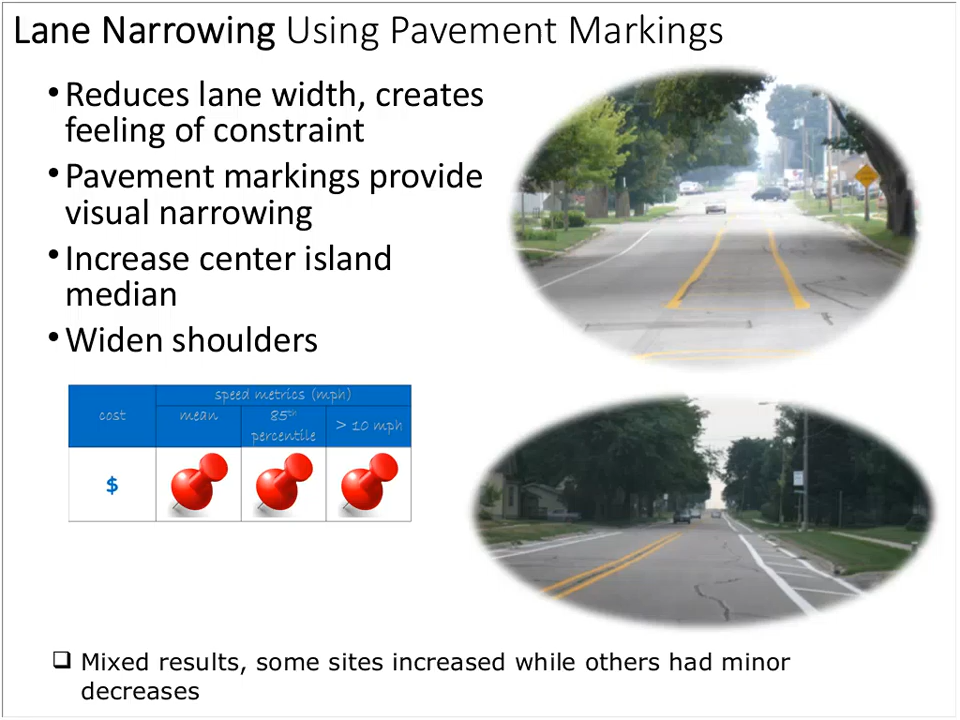 Lane Narrowing Using Pavement Markings
• Reduces lane width, creates
feeling of constraint
• Pavement markings provide
visual narrowing
• Increase center island
median
• Widen shoulders
cost
speed metrics (mph)
mean
85th
percentile
> 10 mph
$
❑ Mixed results, some sites increased while others had minor
decreases